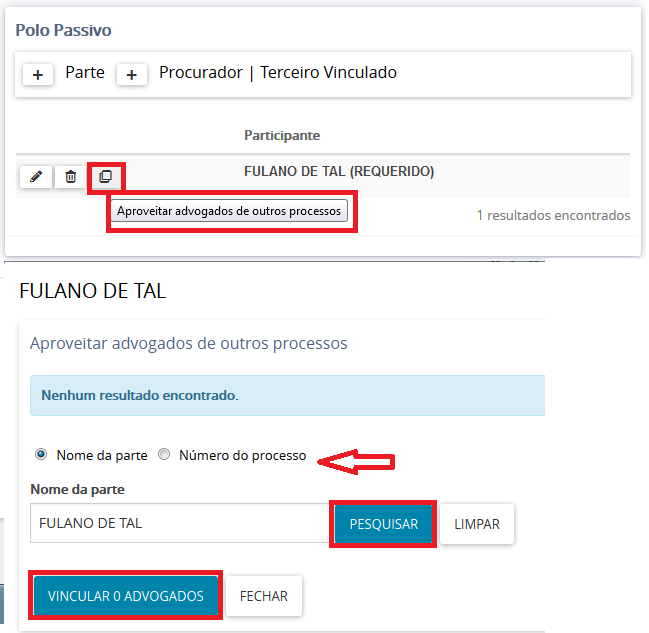 Polo Passivo
+ Parte + Procurador | Terceiro Vinculado
Participante
FULANO DE TAL (REQUERIDO)
Aproveitar advogados de outros processos
1 resultados encontrados
FULANO DE TAL
Aproveitar advogados de outros processos
Nenhum resultado encontrado.
Nome da parte Número do processo
Nome da parte
FULANO DE TAL PESQUISAR LIMPAR
VINCULAR 0 ADVOGADOS FECHAR